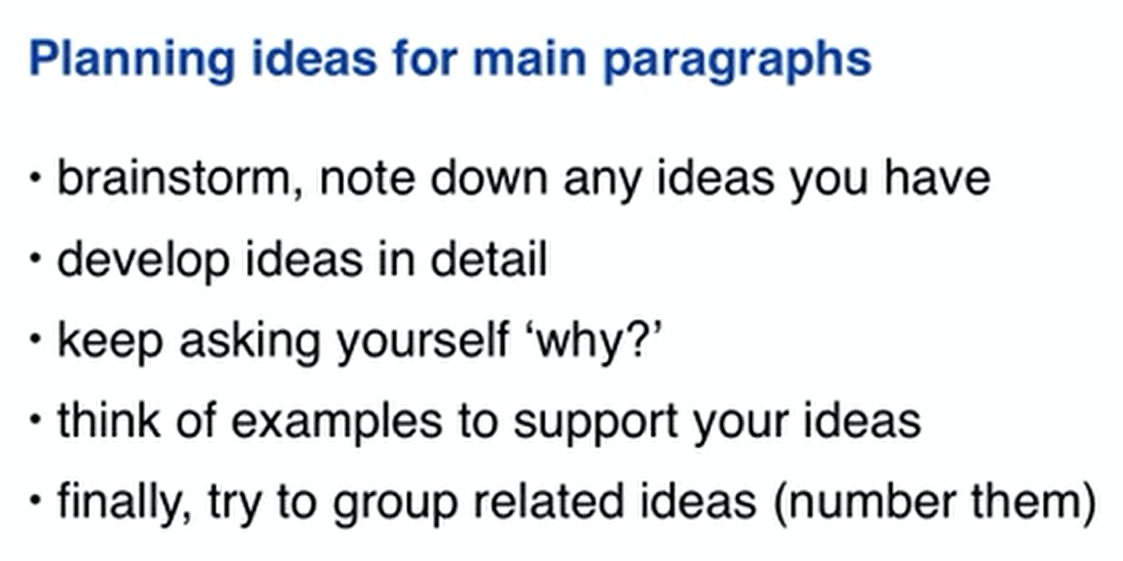 Planning ideas for main paragraphs
• brainstorm, note down any ideas you have
• develop ideas in detail
• keep asking yourself ‘why?’
• think of examples to support your ideas
• finally, try to group related ideas (number them)